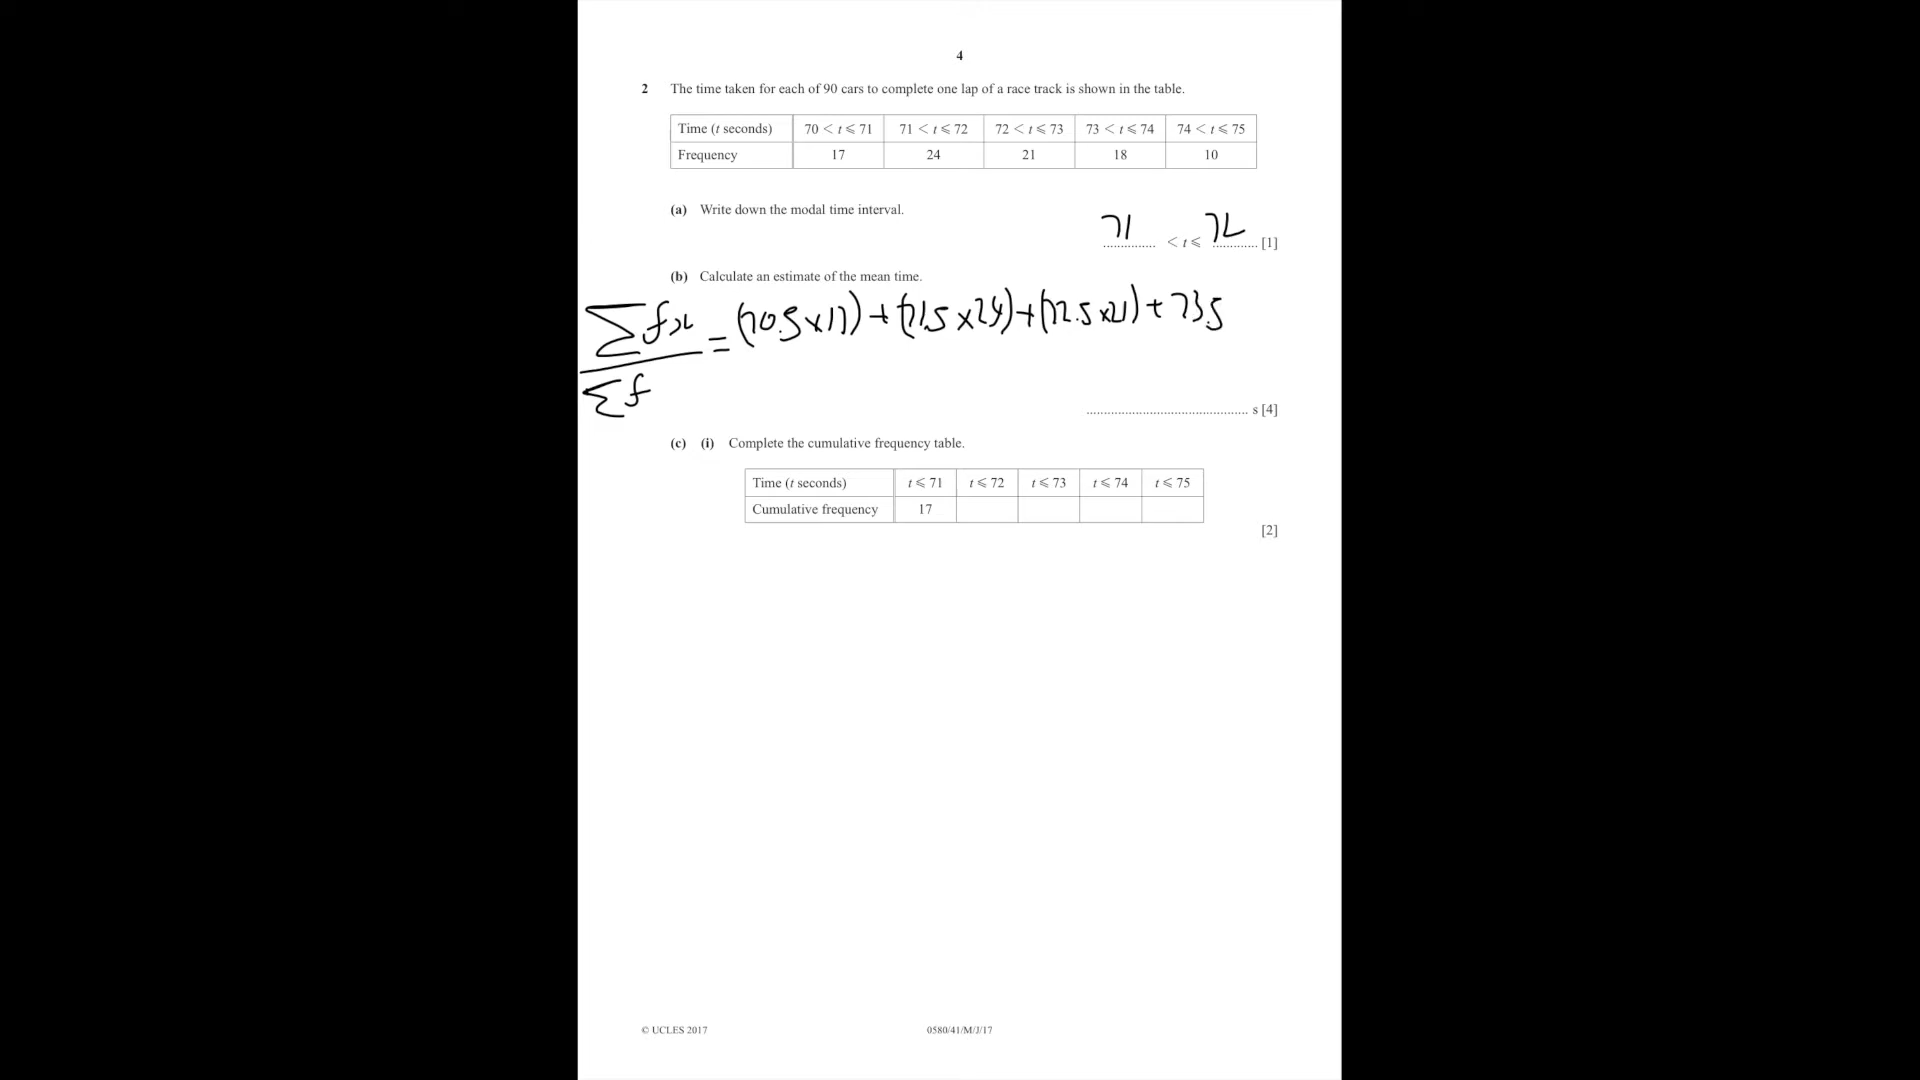 4
2 The time taken for each of 90 cars to complete one lap of a race track is shown in the table.
Time (t seconds) 70 < t ⩽ 71 71 < t ⩽ 72 72 < t ⩽ 73 73 < t ⩽ 74 74 < t ⩽ 75
Frequency 17 24 21 18 10
(a) Write down the modal time interval.
71 < t ⩽ 72 [1]
(b) Calculate an estimate of the mean time.
∑fx / ∑f = (70.5×17) + (71.5×24) + (72.5×21) + 73.5
.............................................. s [4]
(c) (i) Complete the cumulative frequency table.
Time (t seconds) t ⩽ 71 t ⩽ 72 t ⩽ 73 t ⩽ 74 t ⩽ 75
Cumulative frequency 17
[2]
© UCLES 2017 0580/41/M/J/17